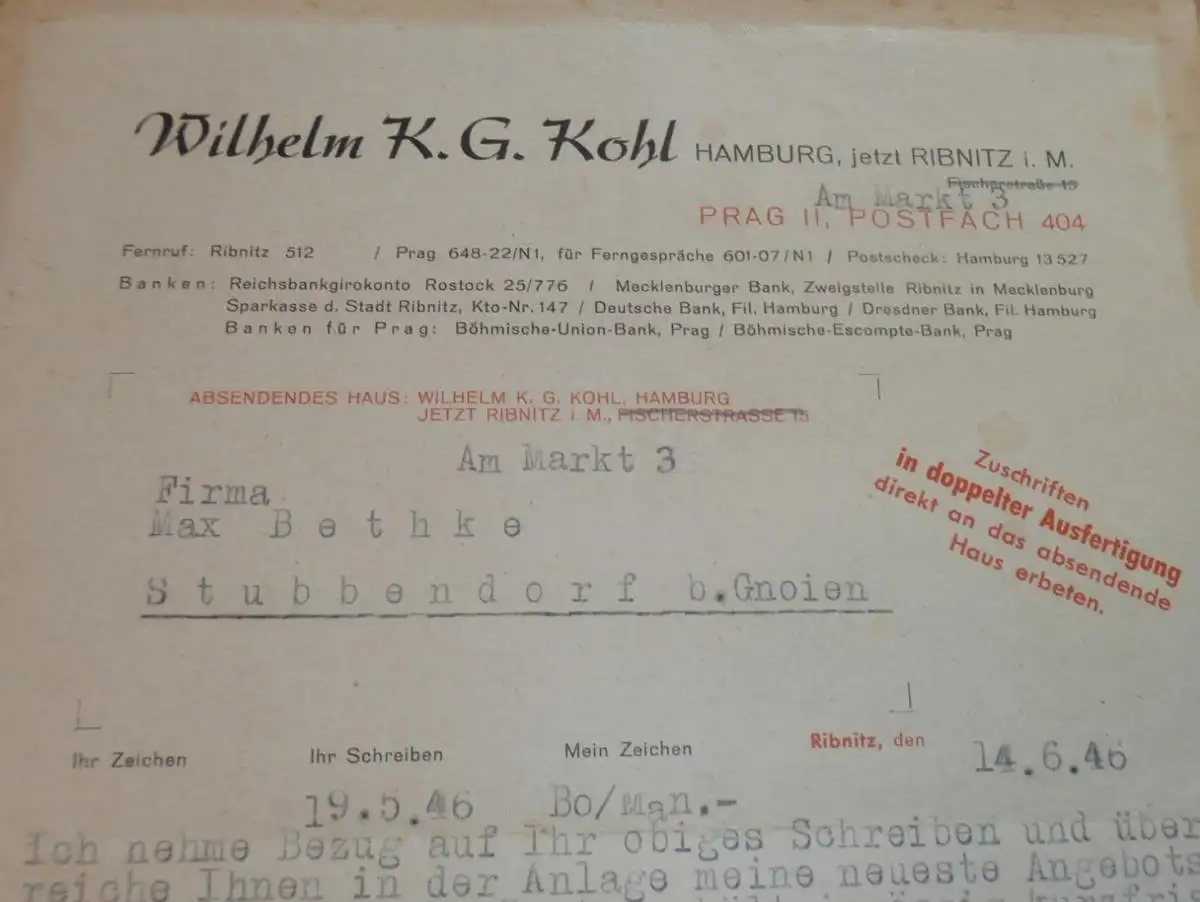 Wilhelm K. G. Kohl HAMBURG, jetzt RIBNITZ i. M.
Fischerstraße 15
Am Markt 3
PRAG II, POSTFACH 404
Fernruf: Ribnitz 512 / Prag 648-22/N1, für Ferngespräche 601-07/N1 / Postscheck: Hamburg 13 527
Banken: Reichsbankgirokonto Rostock 25/776 / Mecklenburger Bank, Zweigstelle Ribnitz in Mecklenburg
Sparkasse d. Stadt Ribnitz, Kto-Nr. 147 / Deutsche Bank, Fil. Hamburg / Dresdner Bank, Fil. Hamburg
Banken für Prag: Böhmische-Union-Bank, Prag / Böhmische-Escompte-Bank, Prag
ABSENDENDES HAUS: WILHELM K. G. KOHL, HAMBURG
JETZT RIBNITZ i. M., FISCHERSTRASSE 15
Am Markt 3
Firma
Max Bethke
Stubbendorf b.Gnoien
Zuschriften
in doppelter Ausfertigung
direkt an das absendende
Haus erbeten.
Ihr Zeichen Ihr Schreiben Mein Zeichen Ribnitz, den 14.6.46
19.5.46 Bo/Man.-
Ich nehme Bezug auf Ihr obiges Schreiben und über
reiche Ihnen in der Anlage meine neueste Angebots